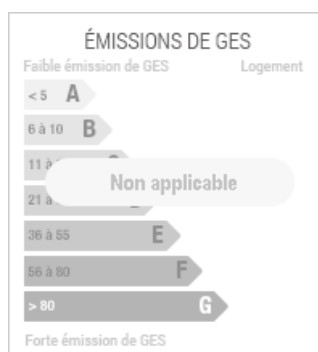 ÉMISSIONS DE GES
Faible émission de GES Logement
< 5 A
6 à 10 B
11 à
Non applicable
21 à
36 à 55 E
56 à 80 F
> 80 G
Forte émission de GES